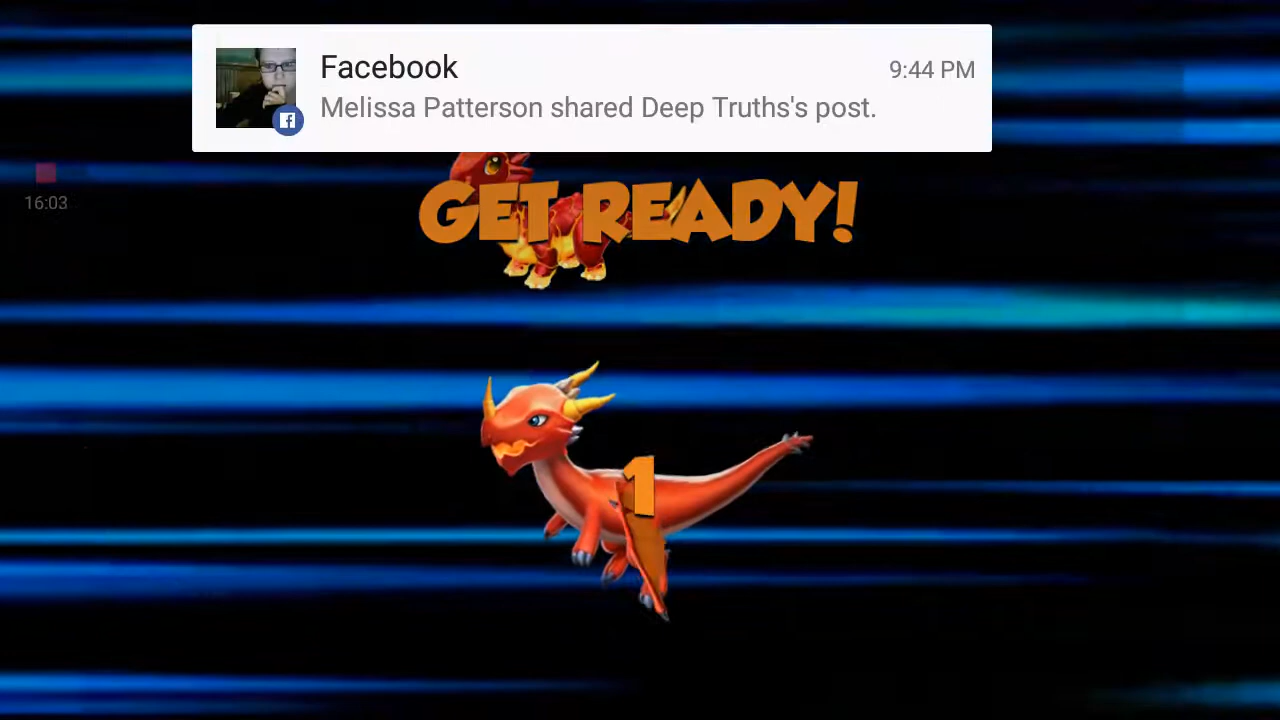 Facebook
9:44 PM
Melissa Patterson shared Deep Truths's post.
16:03
GET READY!
1